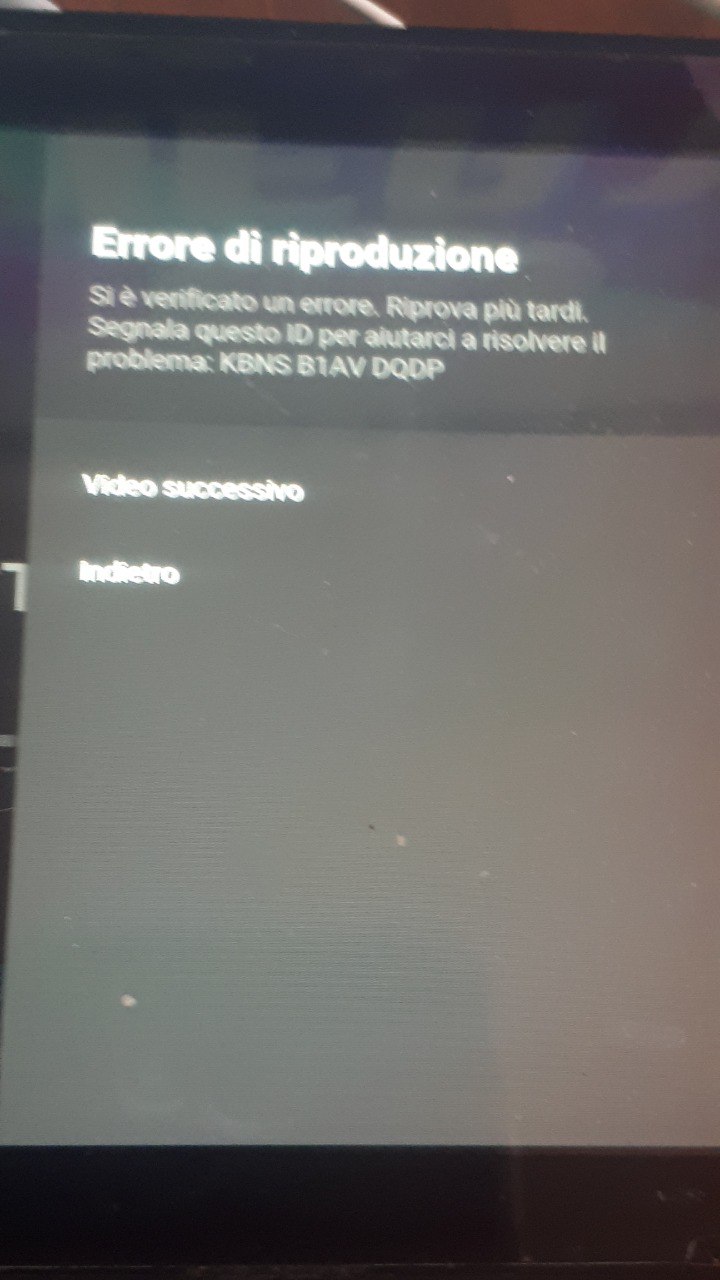 Errore di riproduzione
Si è verificato un errore. Riprova più tardi.
Segnala questo ID per aiutarci a risolvere il
problema: KBNS B1AV DQDP
Video successivo
Indietro
T